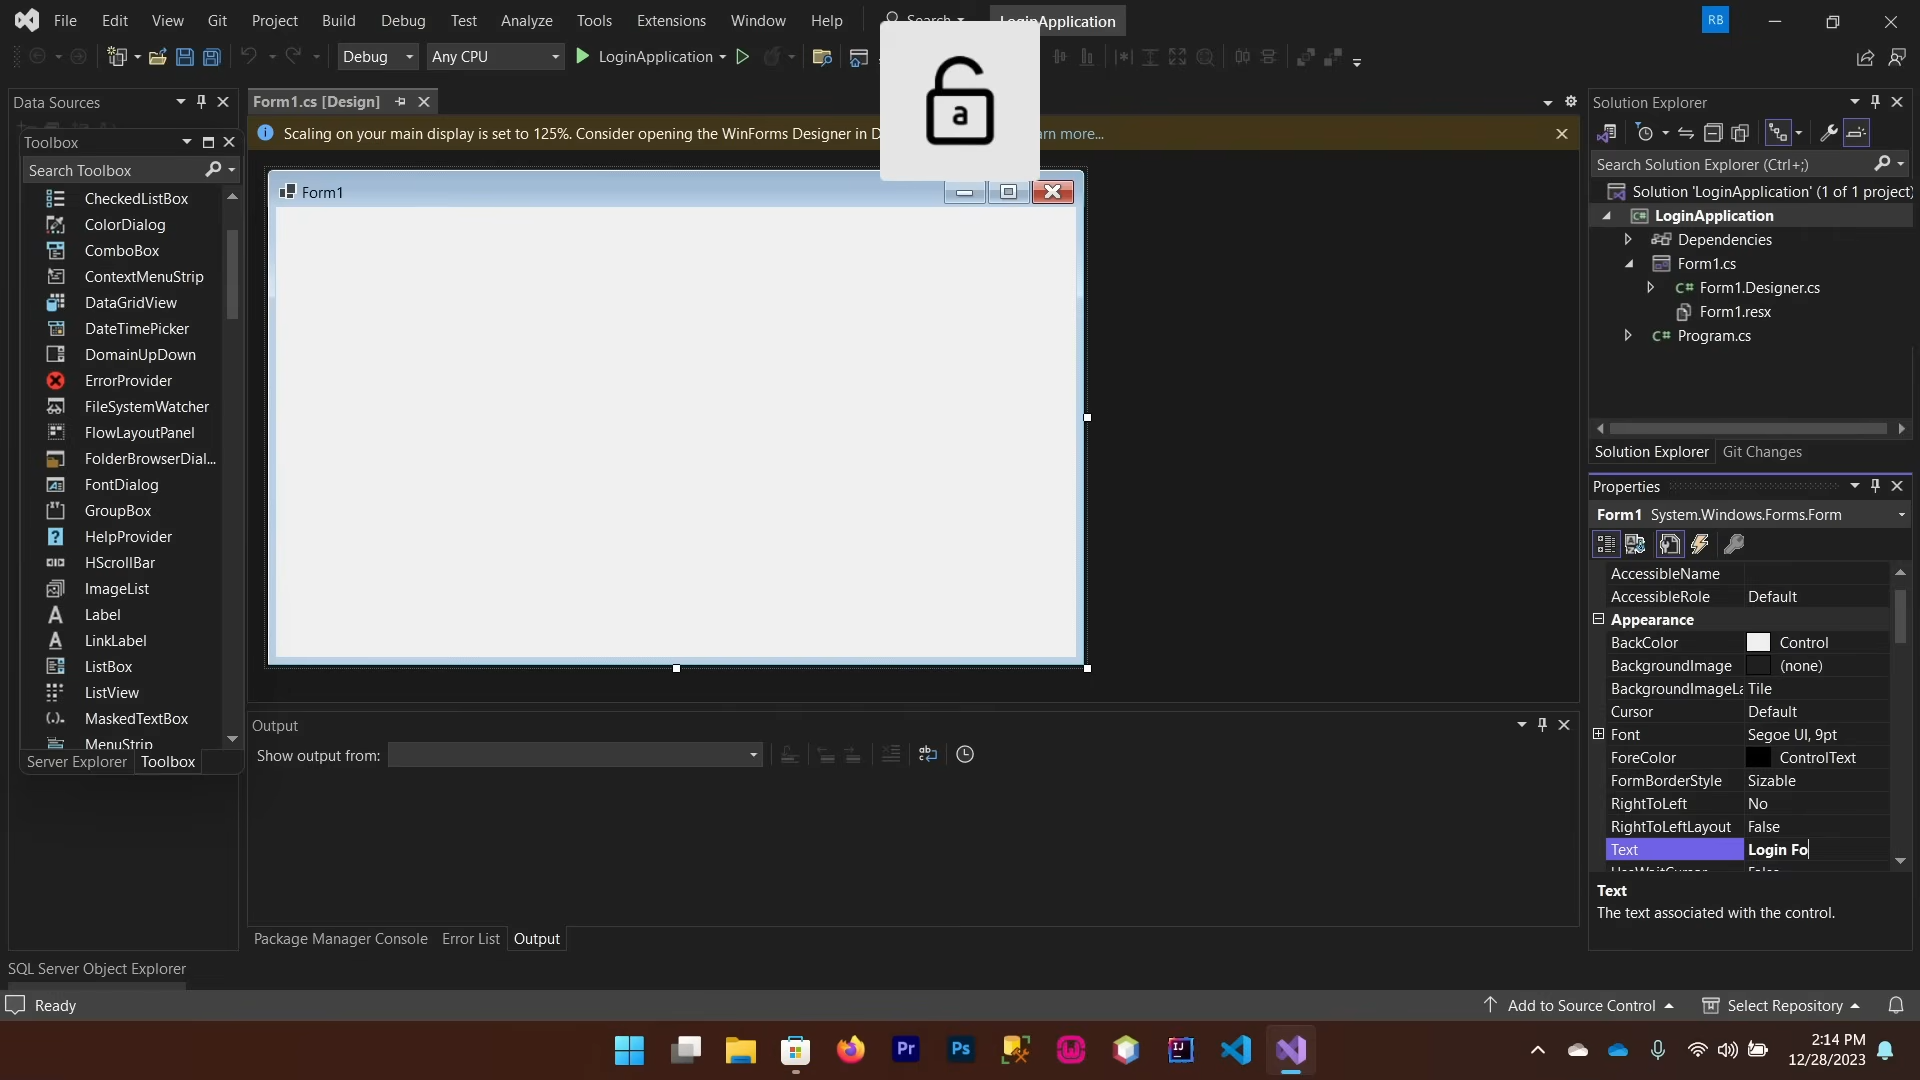 File Edit View Git Project Build Debug Test Analyze Tools Extensions Window Help Search LoginApplication RB
Debug Any CPU LoginApplication
a
Data Sources
Toolbox
Search Toolbox
CheckedListBox
ColorDialog
ComboBox
ContextMenuStrip
DataGridView
DateTimePicker
DomainUpDown
ErrorProvider
FileSystemWatcher
FlowLayoutPanel
FolderBrowserDial...
FontDialog
GroupBox
HelpProvider
HScrollBar
ImageList
Label
LinkLabel
ListBox
ListView
MaskedTextBox
MenuStrip
Server Explorer Toolbox
SQL Server Object Explorer
Form1.cs [Design]
Scaling on your main display is set to 125%. Consider opening the WinForms Designer in D
more...
Form1
Output
Show output from:
Package Manager Console Error List Output
Solution Explorer
Search Solution Explorer (Ctrl+;)
Solution 'LoginApplication' (1 of 1 project)
C# LoginApplication
Dependencies
Form1.cs
C# Form1.Designer.cs
Form1.resx
C# Program.cs
Solution Explorer Git Changes
Properties
Form1 System.Windows.Forms.Form
AccessibleName
AccessibleRole Default
Appearance
BackColor Control
BackgroundImage (none)
BackgroundImageLa Tile
Cursor Default
Font Segoe UI, 9pt
ForeColor ControlText
FormBorderStyle Sizable
RightToLeft No
RightToLeftLayout False
Text Login Fo
UseWaitCursor False
Text
The text associated with the control.
Ready
Add to Source Control Select Repository
Pr Ps IJ
2:14 PM
12/28/2023